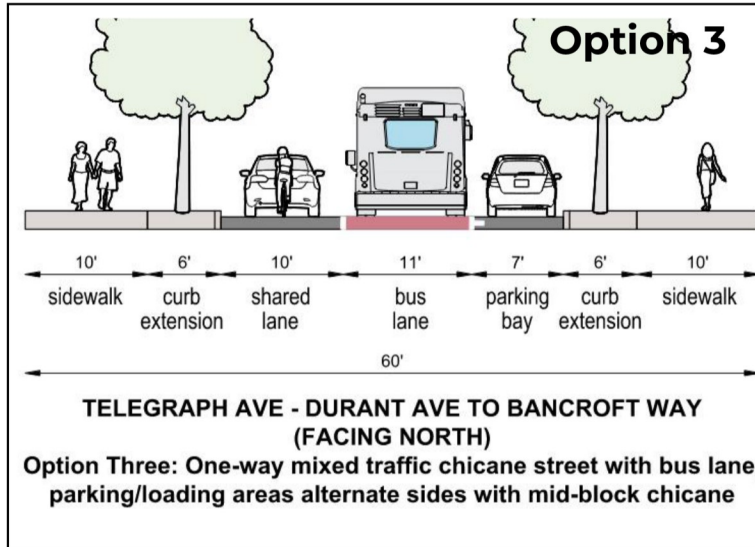 Option 3
10' 6' 10' 11' 7' 6' 10'
sidewalk curb extension shared lane bus lane parking bay curb extension sidewalk
60'
TELEGRAPH AVE - DURANT AVE TO BANCROFT WAY
(FACING NORTH)
Option Three: One-way mixed traffic chicane street with bus lane
parking/loading areas alternate sides with mid-block chicane